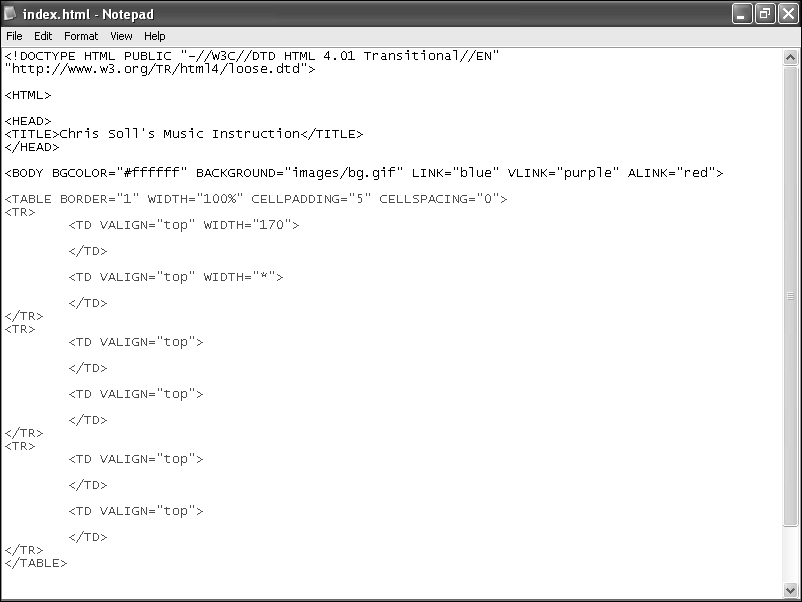 index.html - Notepad
File Edit Format View Help
<!DOCTYPE HTML PUBLIC "-//W3C//DTD HTML 4.01 Transitional//EN"
"http://www.w3.org/TR/html4/loose.dtd">
<HTML>
<HEAD>
<TITLE>Chris Soll's Music Instruction</TITLE>
</HEAD>
<BODY BGCOLOR="#ffffff" BACKGROUND="images/bg.gif" LINK="blue" VLINK="purple" ALINK="red">
<TABLE BORDER="1" WIDTH="100%" CELLPADDING="5" CELLSPACING="0">
<TR>
<TD VALIGN="top" WIDTH="170">
</TD>
<TD VALIGN="top" WIDTH="*">
</TD>
</TR>
<TR>
<TD VALIGN="top">
</TD>
<TD VALIGN="top">
</TD>
</TR>
<TR>
<TD VALIGN="top">
</TD>
<TD VALIGN="top">
</TD>
</TR>
</TABLE>